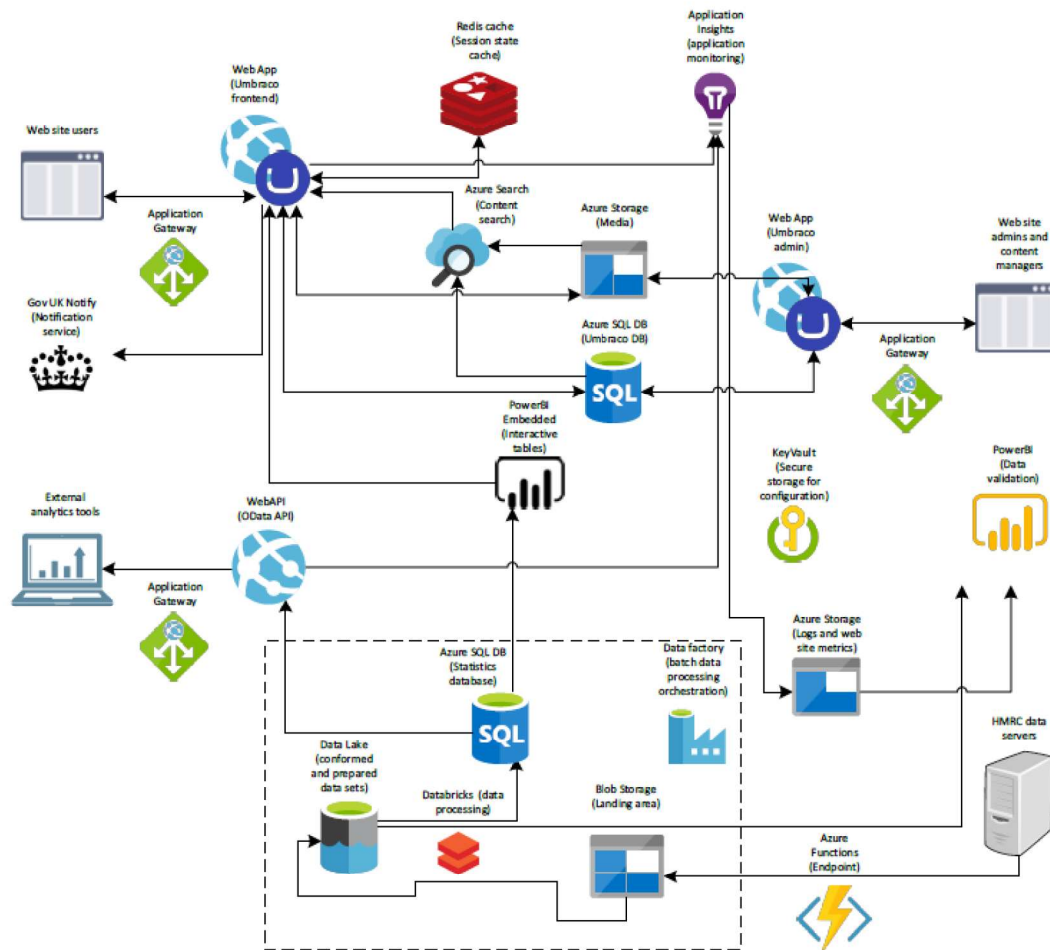 Redis cache
(Session state
cache)
Application
Insights
(application
monitoring)
Web App
(Umbraco
frontend)
Web site users
Azure Search
(Content
search)
Azure Storage
(Media)
Web App
(Umbraco
admin)
Web site
admins and
content
managers
Application
Gateway
Gov UK Notify
(Notification
service)
Azure SQL DB
(Umbraco DB)
SQL
Application
Gateway
PowerBI
Embedded
(Interactive
tables)
KeyVault
(Secure
storage for
configuration)
PowerBI
(Data
validation)
External
analytics tools
WebAPI
(OData API)
Application
Gateway
Azure Storage
(Logs and web
site metrics)
Azure SQL DB
(Statistics
database)
SQL
Data factory
(batch data
processing
orchestration)
HMRC data
servers
Data Lake
(conformed
and prepared
data sets)
Databricks (data
processing)
Blob Storage
(Landing area)
Azure
Functions
(Endpoint)